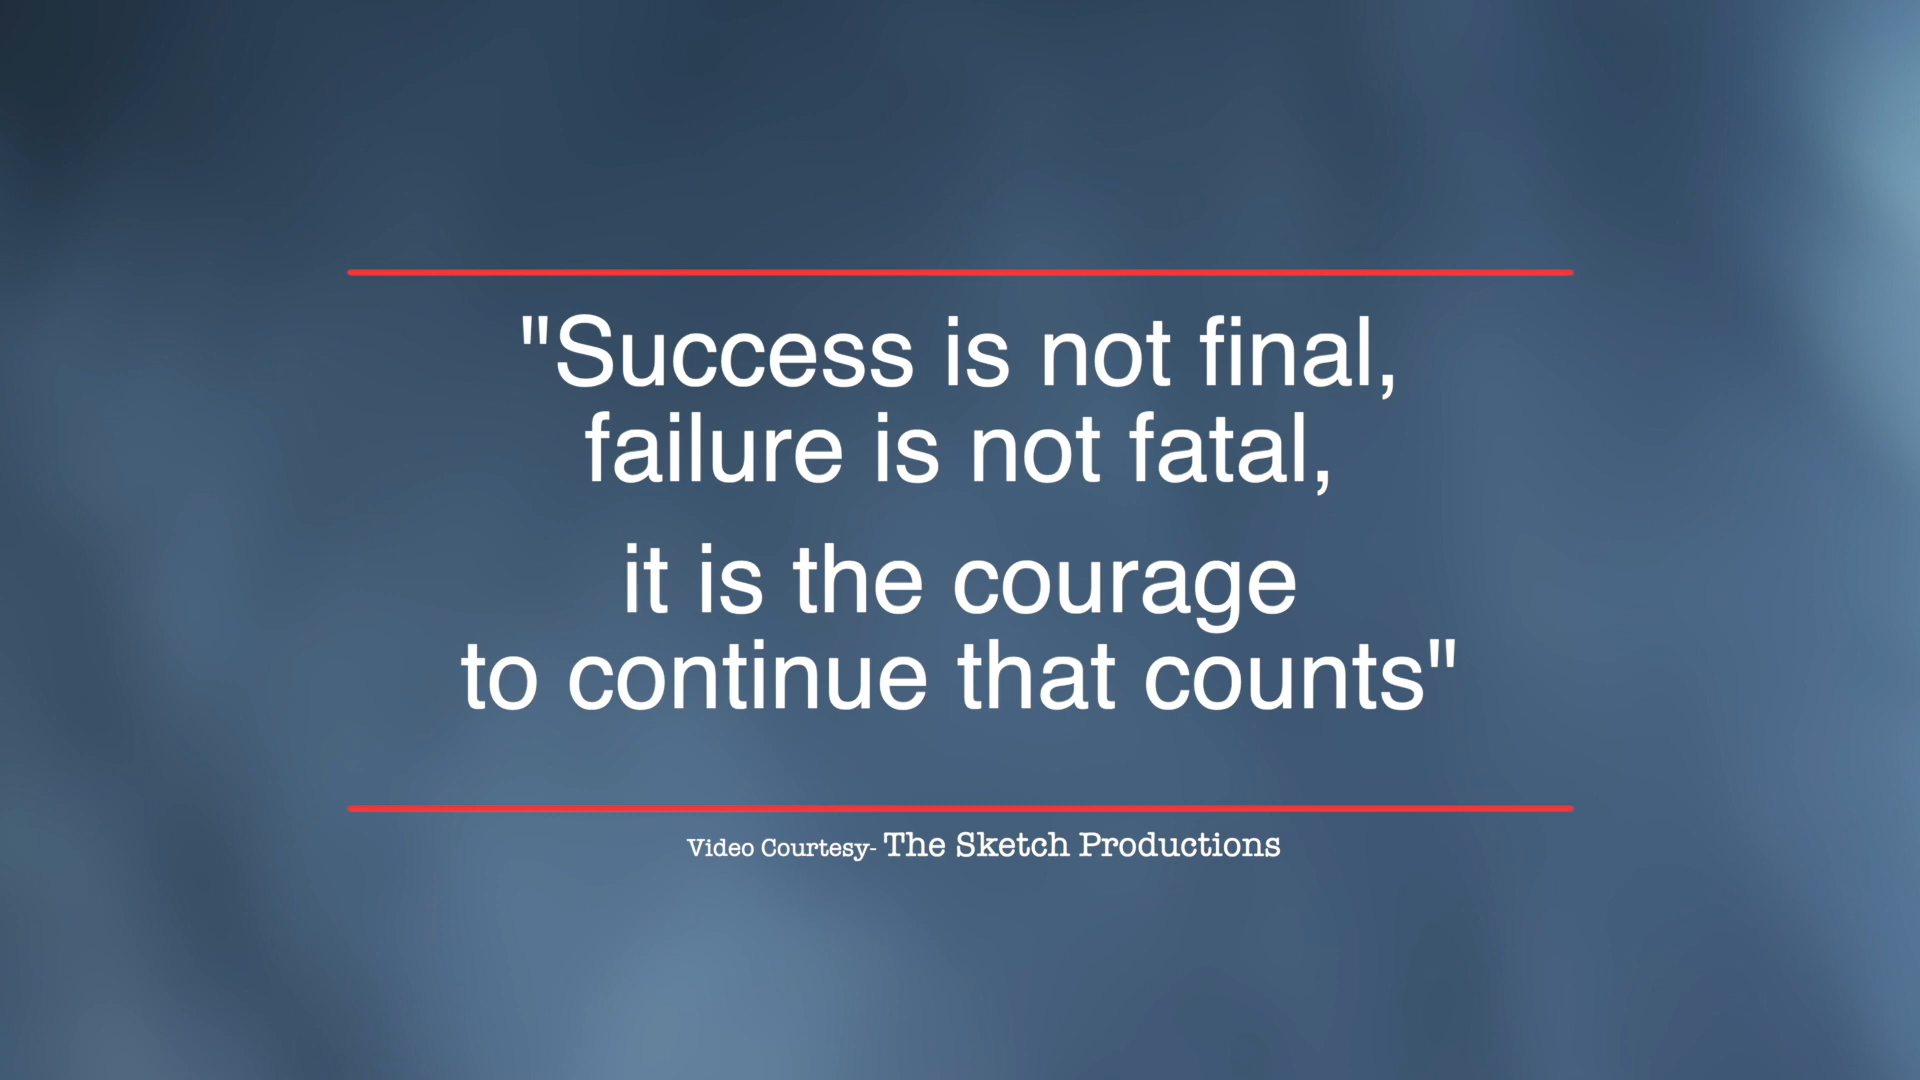 "Success is not final,
failure is not fatal,
it is the courage
to continue that counts"
Video Courtesy- The Sketch Productions